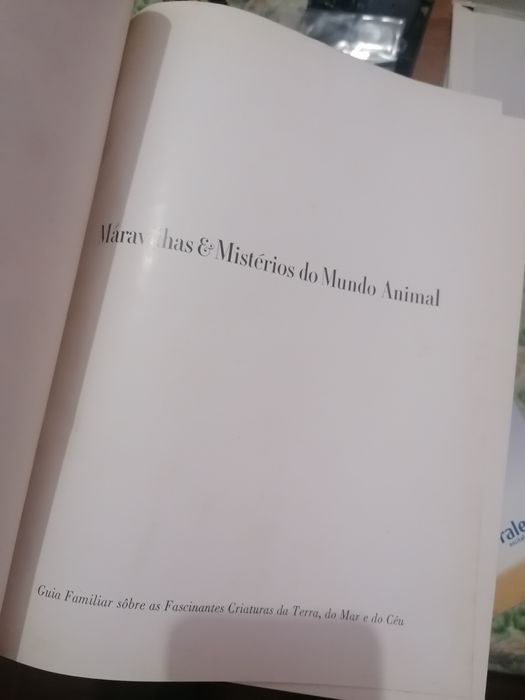 Maravilhas & Mistérios do Mundo Animal
Guia Familiar sôbre as Fascinantes Criaturas da Terra, do Mar e do Céu